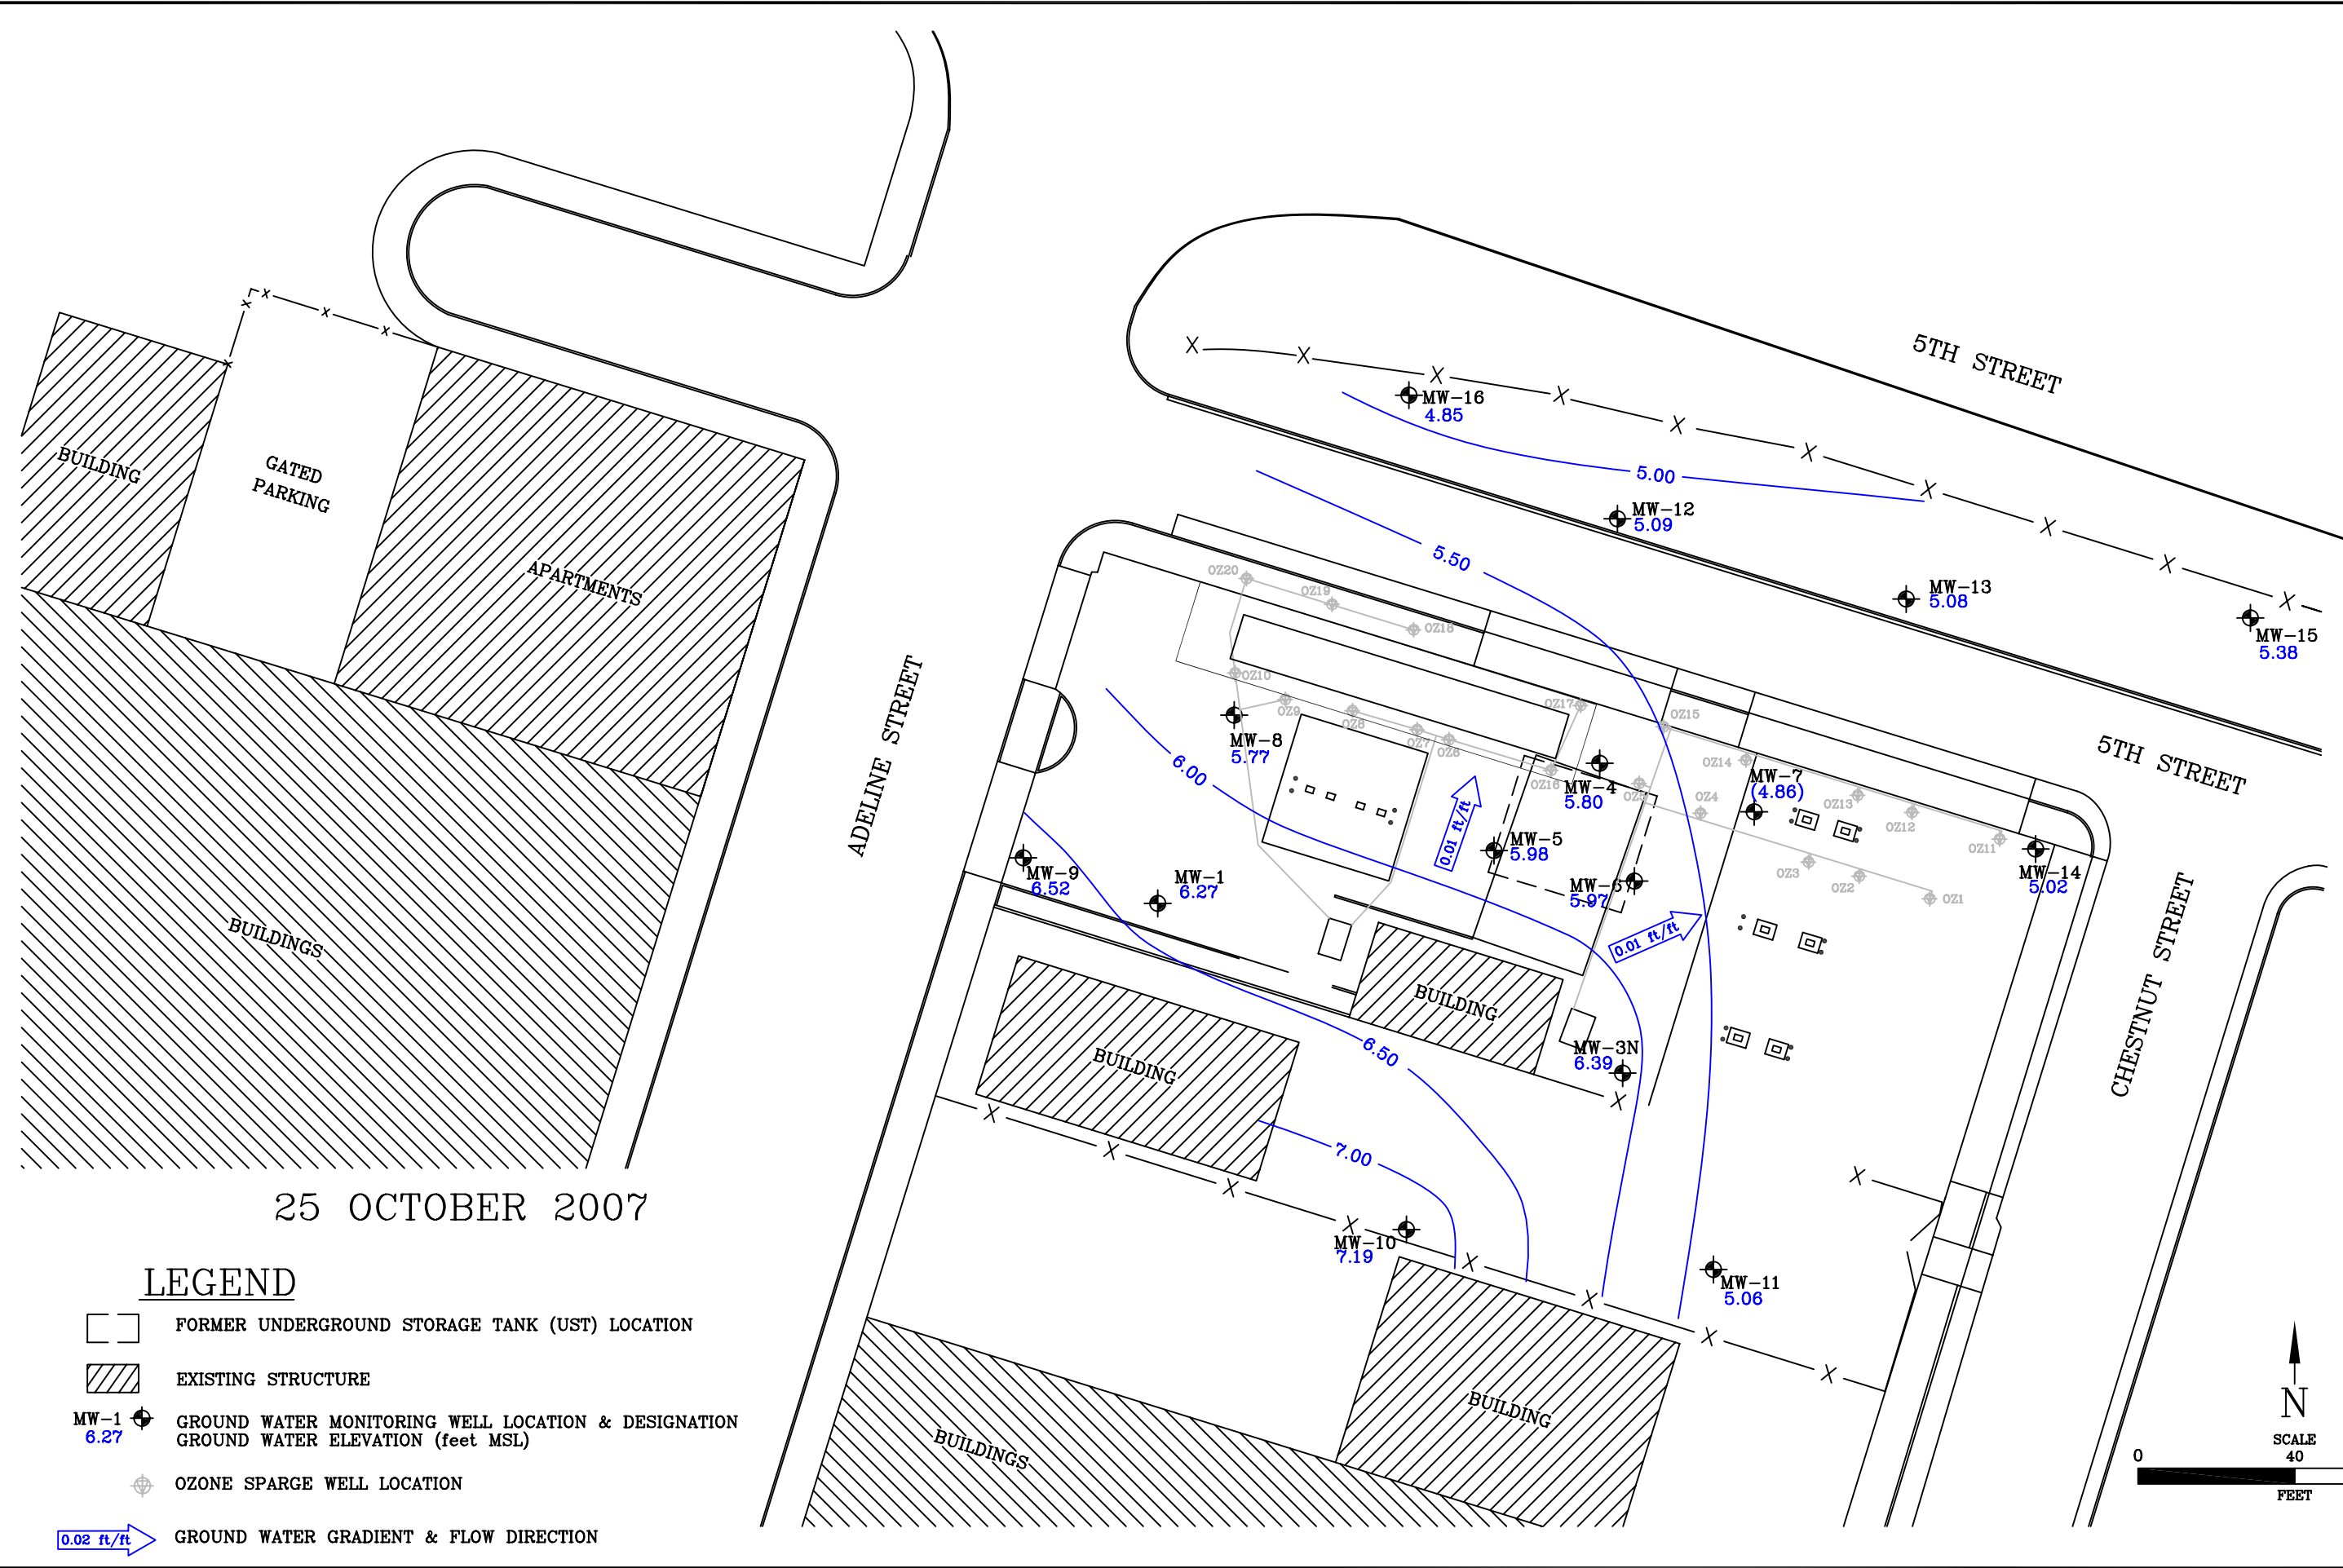 5TH STREET
MW-16
4.85
5.00
MW-12
5.09
5.50
MW-13
5.08
MW-15
5.38
BUILDING
GATED
PARKING
APARTMENTS
BUILDINGS
ADELINE STREET
OZ20
OZ19
OZ18
OZ10
OZ9
OZ8
OZ7
OZ6
OZ17
OZ16
OZ15
OZ14
OZ13
OZ12
OZ11
OZ5
OZ4
OZ3
OZ2
OZ1
MW-8
5.77
6.00
MW-4
5.80
MW-7
(4.86)
5TH STREET
0.01 ft/ft
MW-5
5.98
MW-6
5.97
MW-14
5.02
MW-9
6.52
MW-1
6.27
0.01 ft/ft
CHESTNUT STREET
BUILDING
BUILDING
6.50
MW-3N
6.39
7.00
MW-10
7.19
MW-11
5.06
BUILDING
BUILDINGS
25 OCTOBER 2007
LEGEND
FORMER UNDERGROUND STORAGE TANK (UST) LOCATION
EXISTING STRUCTURE
MW-1 GROUND WATER MONITORING WELL LOCATION & DESIGNATION
6.27 GROUND WATER ELEVATION (feet MSL)
OZONE SPARGE WELL LOCATION
0.02 ft/ft GROUND WATER GRADIENT & FLOW DIRECTION
N
SCALE
0 40
FEET